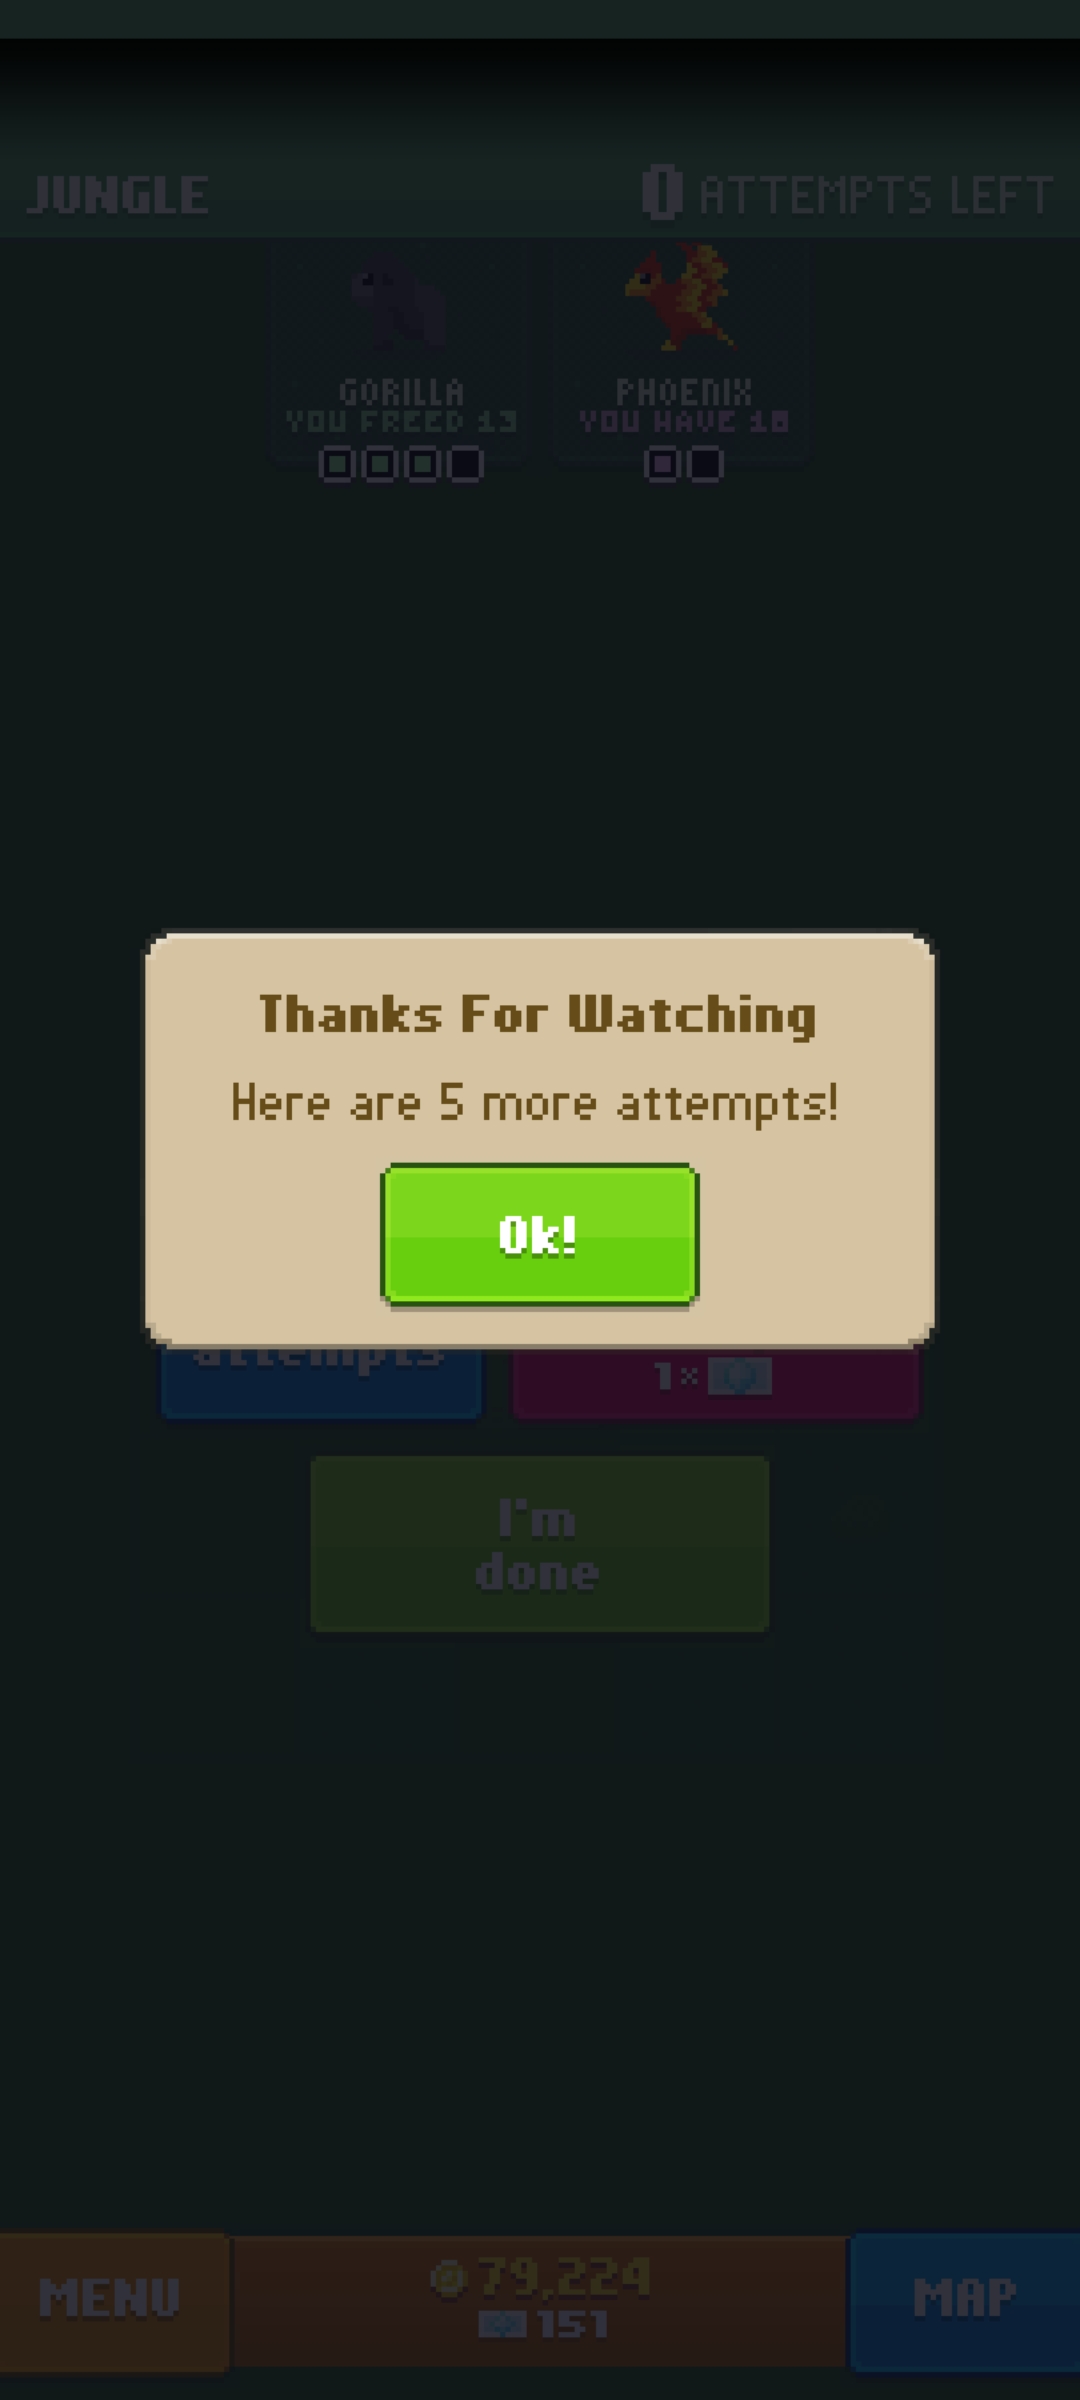 JUNGLE
0 ATTEMPTS LEFT
GORILLA
YOU FREED 13
PHOENIX
YOU HAVE 10
Thanks For Watching
Here are 5 more attempts!
Ok!
attempts
1×
I'm
done
MENU
79,224
151
MAP